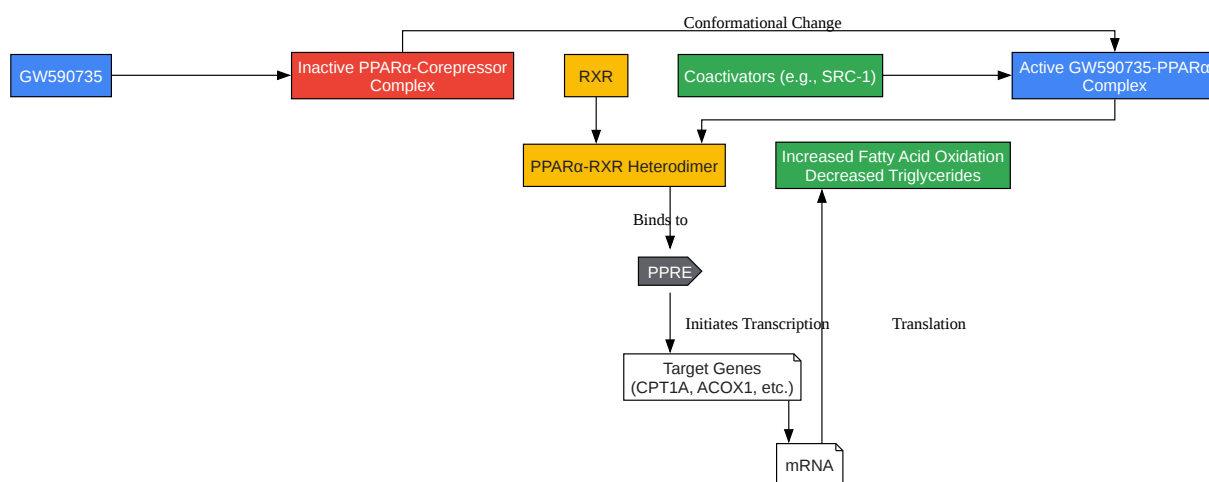 Conformational Change
GW590735
Inactive PPARα-Corepressor
Complex
RXR
Coactivators (e.g., SRC-1)
Active GW590735-PPARα
Complex
PPARα-RXR Heterodimer
Increased Fatty Acid Oxidation
Decreased Triglycerides
Binds to
PPRE
Initiates Transcription
Translation
Target Genes
(CPT1A, ACOX1, etc.)
mRNA